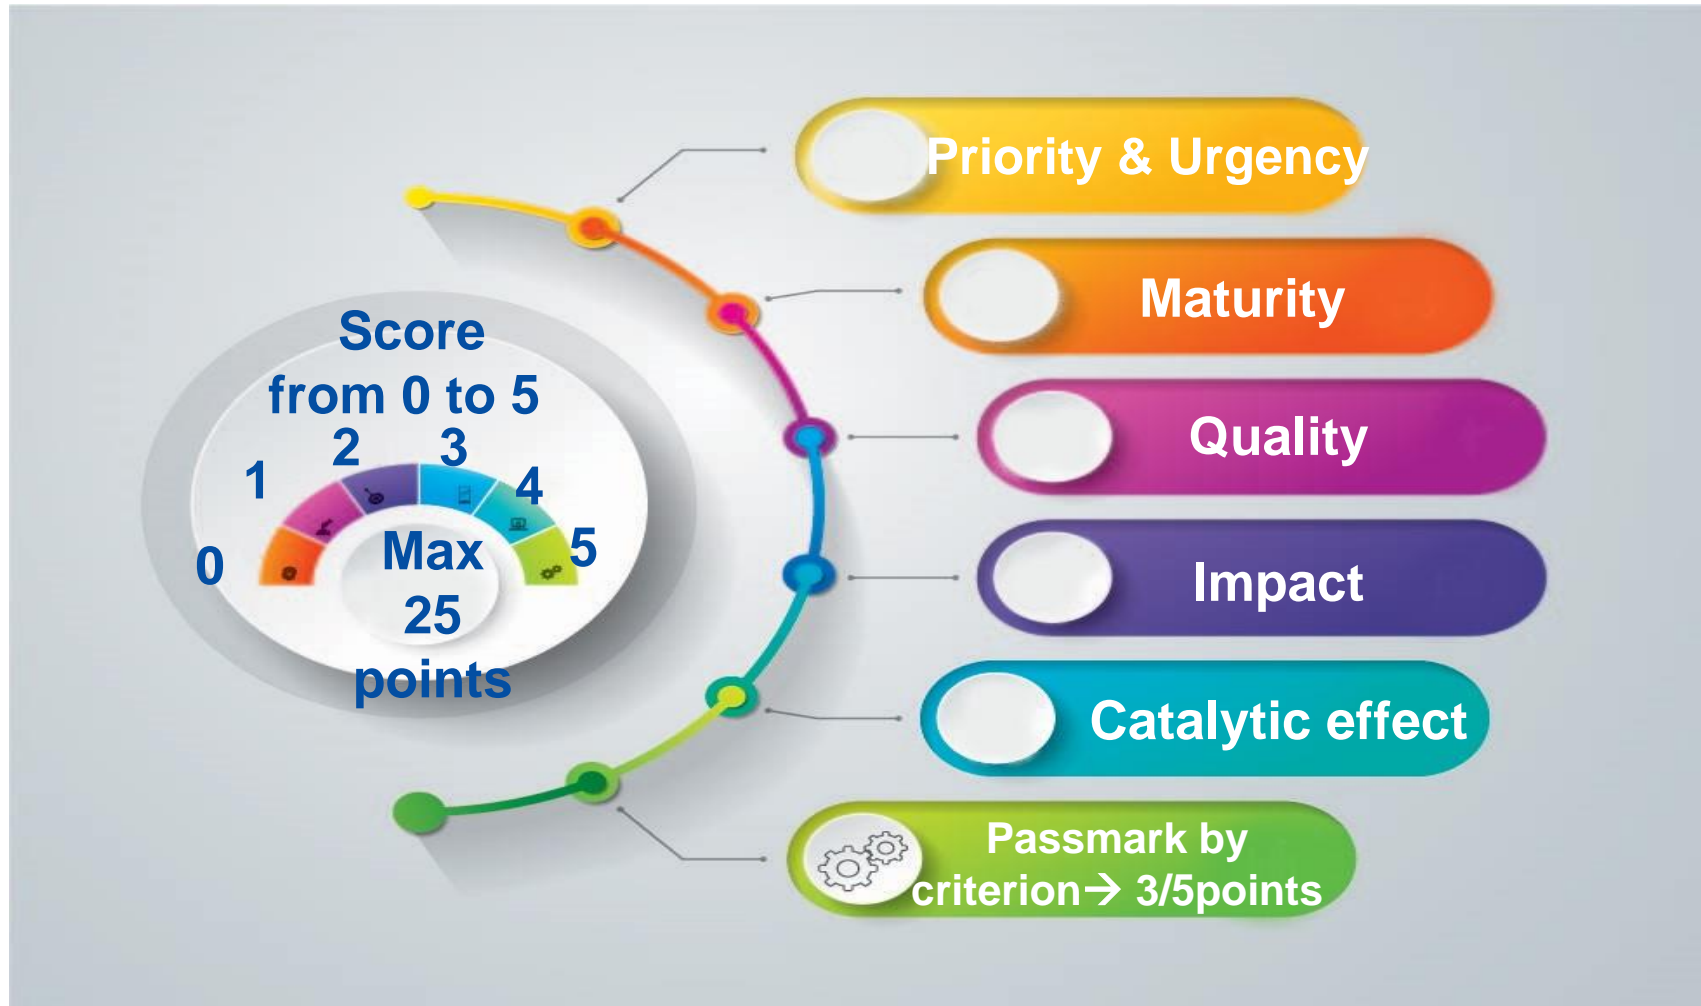 Score
from 0 to 5
0
1
2
3
4
5
Max
25
points
Priority & Urgency
Maturity
Quality
Impact
Catalytic effect
Passmark by
criterion→ 3/5points